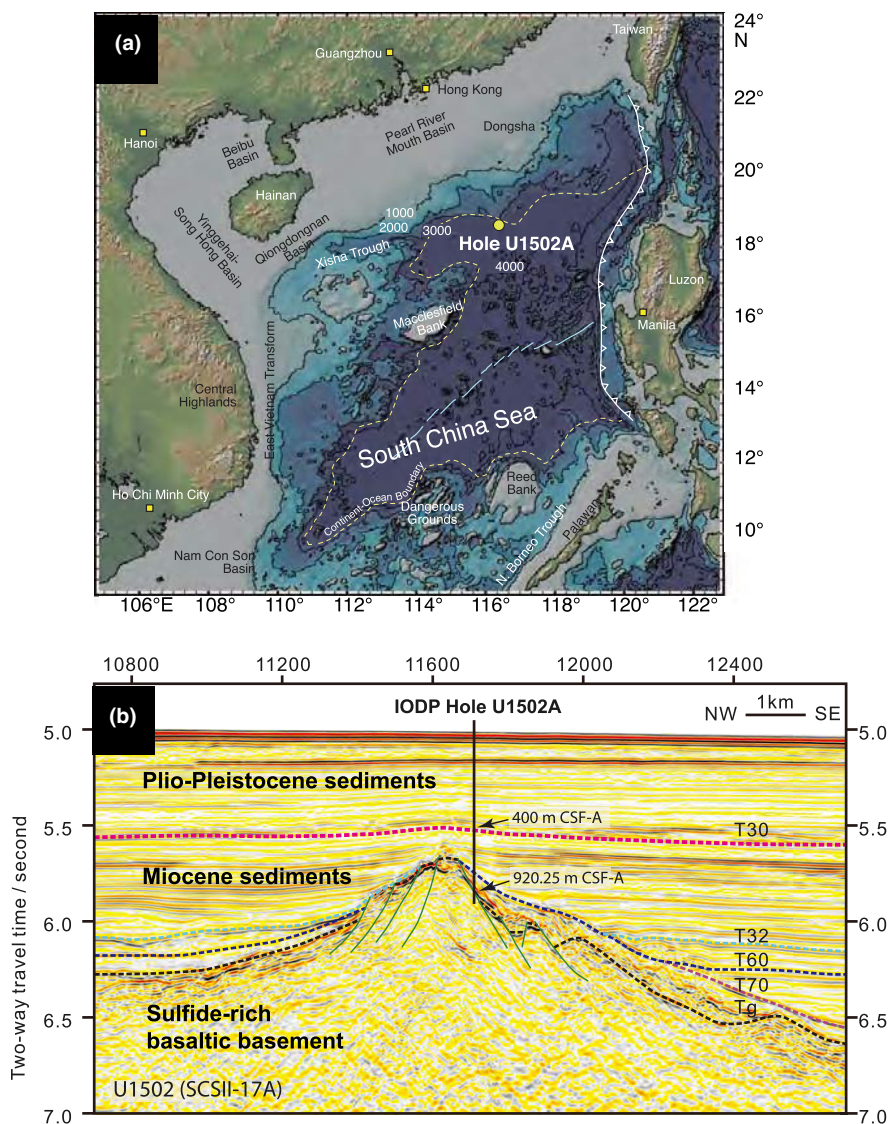 (a)
Taiwan
24°
N
Guangzhou
Hong Kong
22°
Pearl River
Mouth Basin
Dongsha
Hanoi
Beibu
Basin
20°
Hainan
1000
2000
3000
Hole U1502A
18°
Yinggehai-
Song Hong Basin
Qiongdongnan
Basin
Xisha Trough
4000
Luzon
16°
Macclesfield
Bank
Manila
East Vietnam Transform
14°
Central
Highlands
South China Sea
12°
Continent-Ocean Boundary
Reed
Bank
Ho Chi Minh City
Dangerous
Grounds
N. Borneo Trough
Palawan
10°
Nam Con Son
Basin
106°E 108° 110° 112° 114° 116° 118° 120° 122°
10800 11200 11600 12000 12400
(b)
IODP Hole U1502A
NW 1km SE
5.0 5.0
Plio-Pleistocene sediments
400 m CSF-A
5.5 T30 5.5
Miocene sediments
920.25 m CSF-A
6.0 6.0
T32
T60
T70
Tg
Sulfide-rich
basaltic basement
6.5 6.5
U1502 (SCSII-17A)
7.0 7.0
Two-way travel time / second